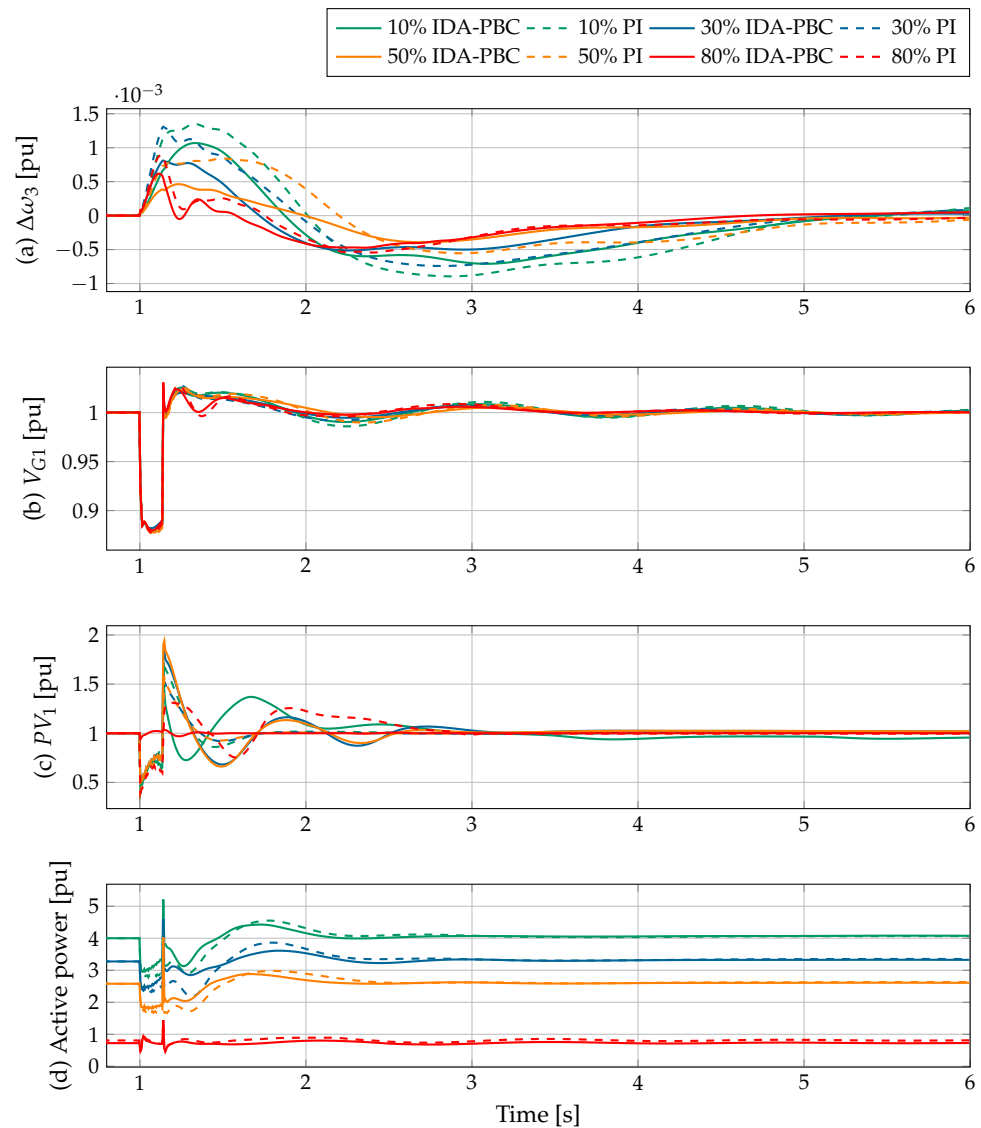 10% IDA-PBC 10% PI 30% IDA-PBC 30% PI
50% IDA-PBC 50% PI 80% IDA-PBC 80% PI
·10−3
1.5
1
0.5
0
−0.5
−1
(a) Δω3 [pu]
1 2 3 4 5 6
1
0.95
0.9
(b) VG1 [pu]
1 2 3 4 5 6
2
1.5
1
0.5
(c) PV1 [pu]
1 2 3 4 5 6
5
4
3
2
1
0
(d) Active power [pu]
1 2 3 4 5 6
Time [s]